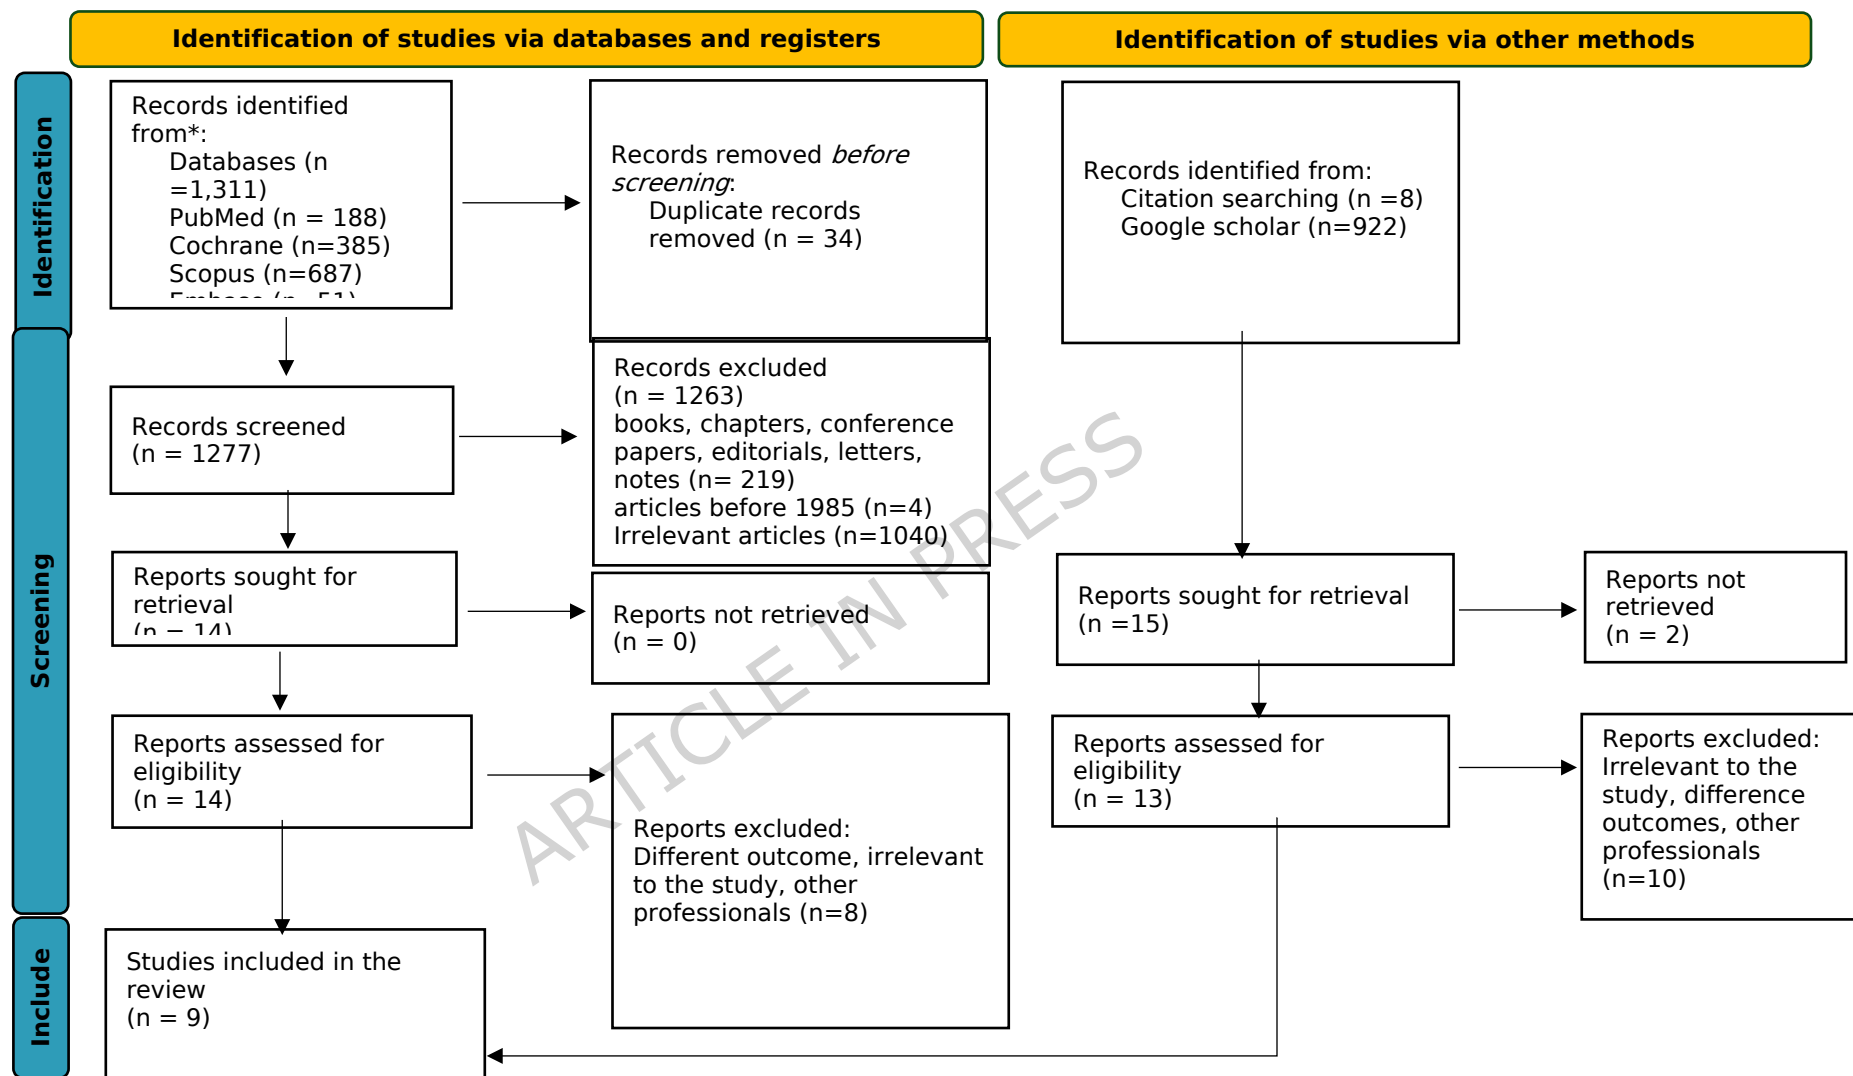 Identification of studies via databases and registers
Identification of studies via other methods
Identification
Records identified
from*:
Databases (n
=1,311)
PubMed (n = 188)
Cochrane (n=385)
Scopus (n=687)
Embase (n=51)
Records removed before
screening:
Duplicate records
removed (n = 34)
Records identified from:
Citation searching (n =8)
Google scholar (n=922)
Screening
Records screened
(n = 1277)
Records excluded
(n = 1263)
books, chapters, conference
papers, editorials, letters,
notes (n= 219)
articles before 1985 (n=4)
Irrelevant articles (n=1040)
Reports sought for
retrieval
(n = 14)
Reports not retrieved
(n = 0)
Reports sought for retrieval
(n =15)
Reports not
retrieved
(n = 2)
Reports assessed for
eligibility
(n = 14)
Reports excluded:
Different outcome, irrelevant
to the study, other
professionals (n=8)
Reports assessed for
eligibility
(n = 13)
Reports excluded:
Irrelevant to the
study, difference
outcomes, other
professionals
(n=10)
Include
Studies included in the
review
(n = 9)
ARTICLE IN PRESS